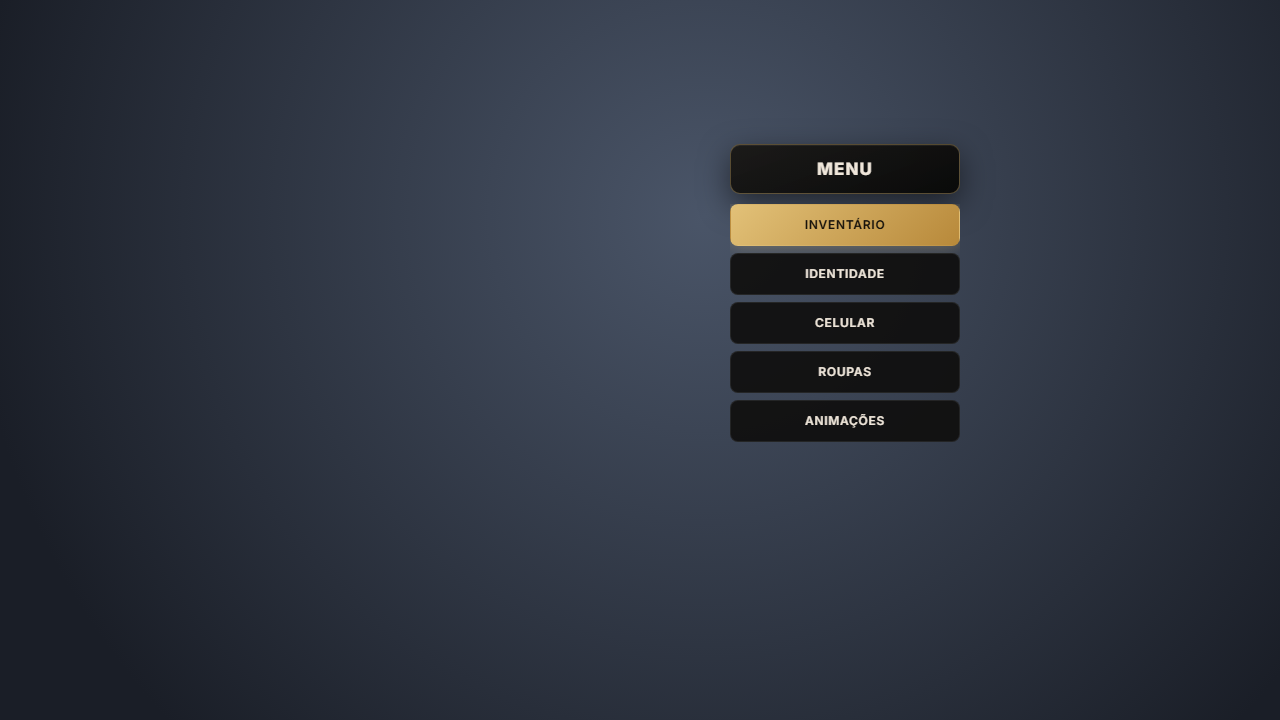 MENU
INVENTÁRIO
IDENTIDADE
CELULAR
ROUPAS
ANIMAÇÕES